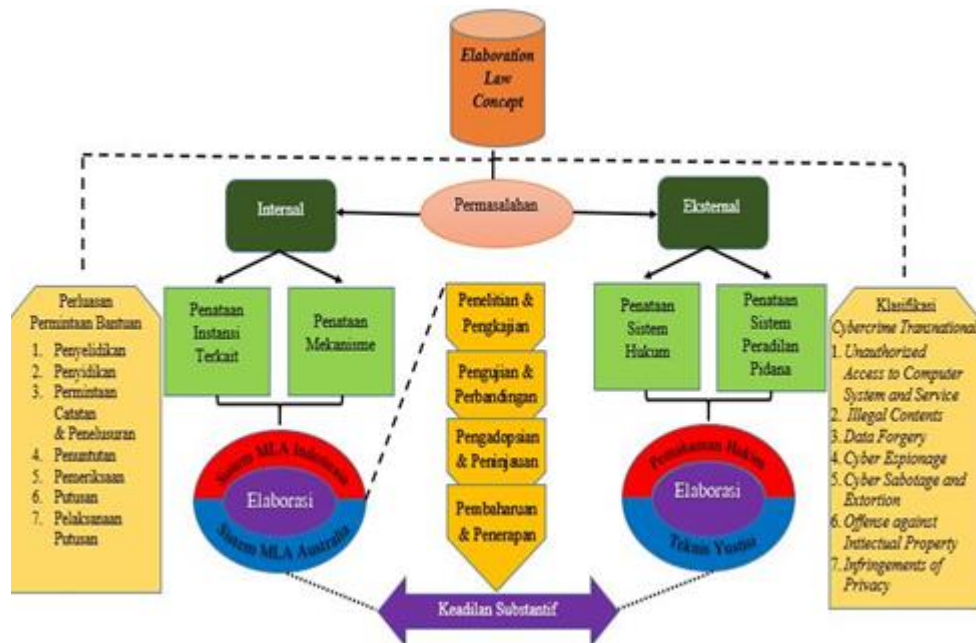 Elaboration
Law
Concept
Internal
Permasalahan
Eksternal
Perluasan
Permintaan Bantuan
1. Penyelidikan
2. Penyidikan
3. Permintaan
Catatan
& Penelusuran
4. Penuntutan
5. Pemeriksaan
6. Putusan
7. Pelaksanaan
Putusan
Penataan
Instansi
Terkait
Penataan
Mekanisme
Penelitian &
Pengkajian
Pengujian &
Perbandingan
Pengadopsian
& Peninjauan
Pembaharuan
& Penerapan
Penataan
Sistem
Hukum
Penataan
Sistem
Peradilan
Pidana
Klasifikasi
Cybercrime Transnational
1. Unauthorized
Access to Computer
System and Service
2. Illegal Contents
3. Data Forgery
4. Cyber Espionage
5. Cyber Sabotage and
Extortion
6. Offense against
Inttectual Property
7. Infringements of
Privacy
Sistem MLA Indonesia
Elaborasi
Sistem MLA Australia
Pemahaman Hukum
Elaborasi
Teknis Yustisi
Keadilan Substantif